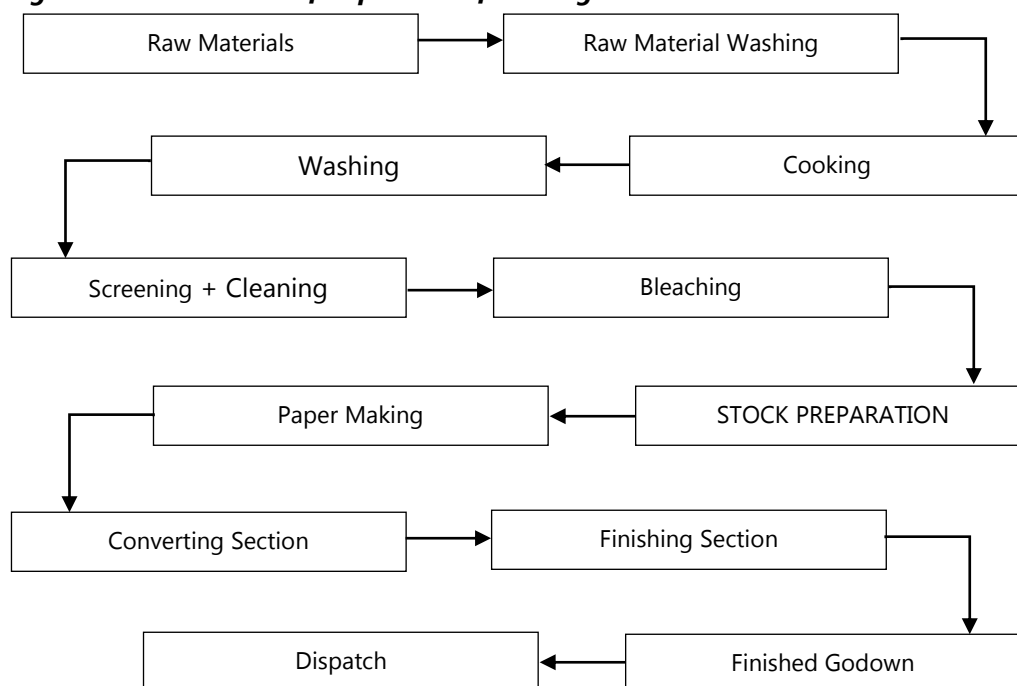 Raw Materials
Raw Material Washing
Cooking
Washing
Screening + Cleaning
Bleaching
STOCK PREPARATION
Paper Making
Converting Section
Finishing Section
Finished Godown
Dispatch